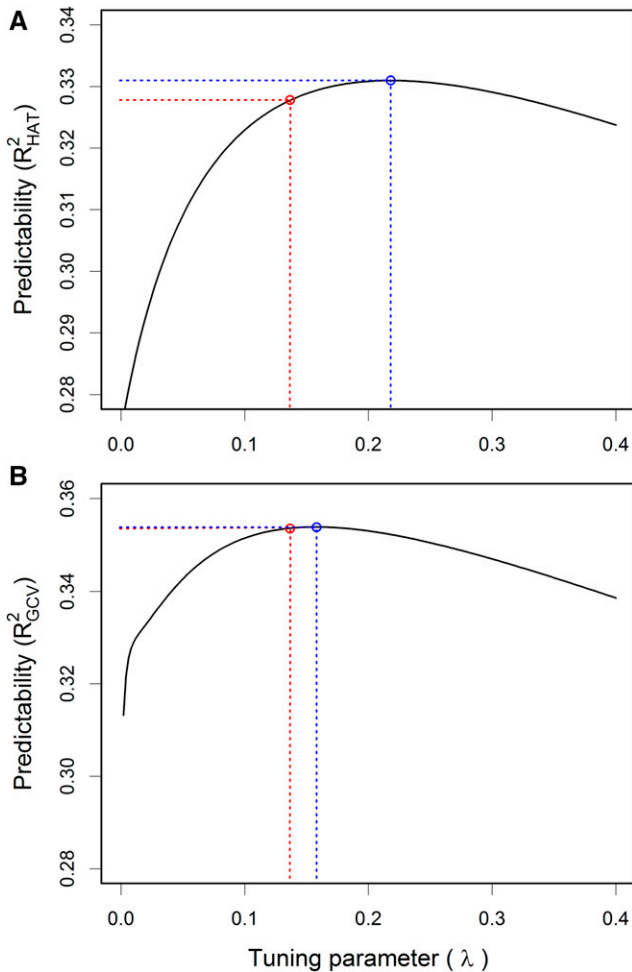 A
Predictability (R²HAT)
0.34
0.33
0.32
0.31
0.30
0.29
0.28
0.0 0.1 0.2 0.3 0.4
B
Predictability (R²GCV)
0.36
0.34
0.32
0.30
0.28
0.0 0.1 0.2 0.3 0.4
Tuning parameter ( λ )